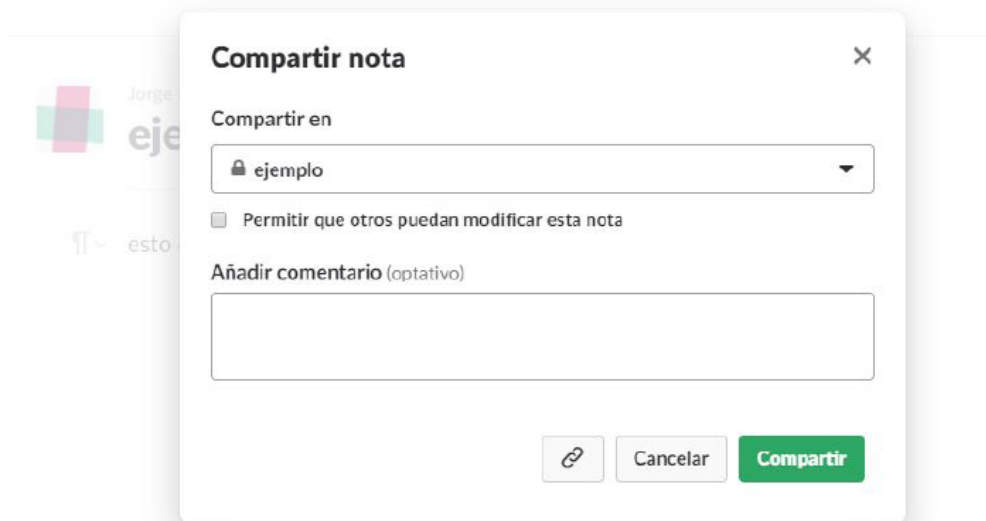 Compartir nota
Jorge
eje
Compartir en
ejemplo
Permitir que otros puedan modificar esta nota
esto
Añadir comentario (optativo)
Cancelar
Compartir